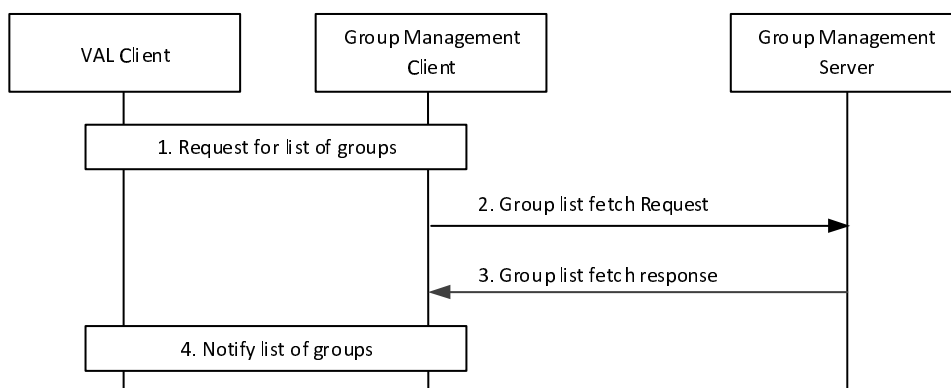 VAL Client
Group Management
Client
Group Management
Server
1. Request for list of groups
2. Group list fetch Request
3. Group list fetch response
4. Notify list of groups